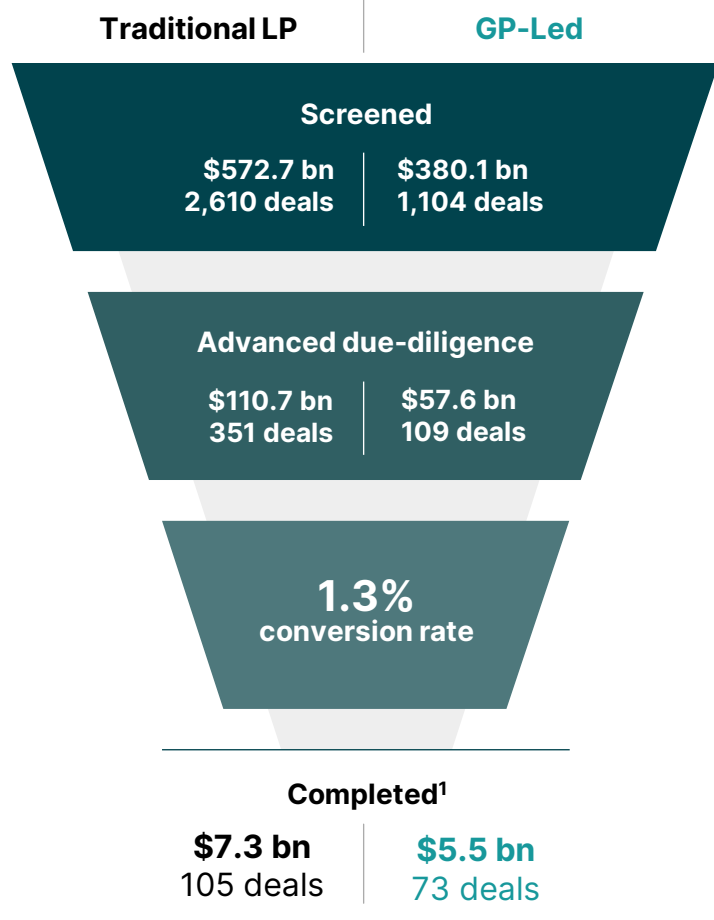 Traditional LP
GP-Led
Screened
$572.7 bn
2,610 deals
$380.1 bn
1,104 deals
Advanced due-diligence
$110.7 bn
351 deals
$57.6 bn
109 deals
1.3%
conversion rate
Completed¹
$7.3 bn
105 deals
$5.5 bn
73 deals